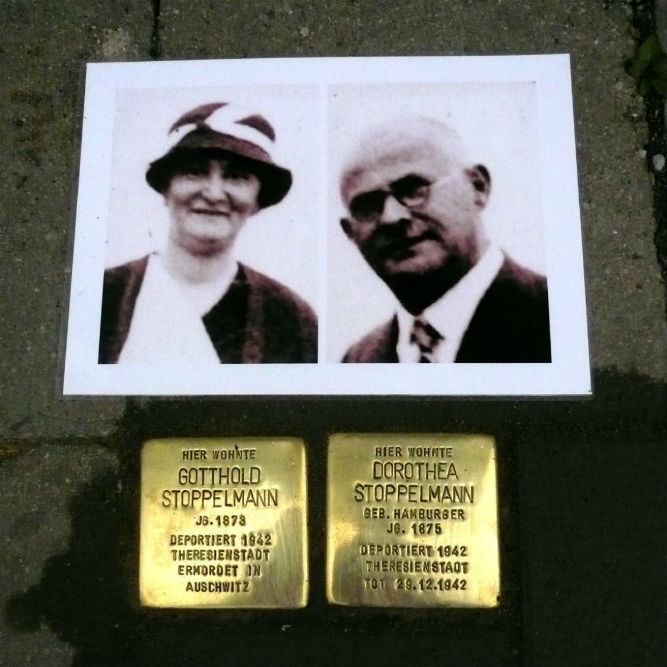 HIER WOHNTE
GOTTHOLD
STOPPELMANN
JG. 1873
DEPORTIERT 1942
THERESIENSTADT
ERMORDET IN
AUSCHWITZ
HIER WOHNTE
DOROTHEA
STOPPELMANN
GEB. HAMBURGER
JG. 1875
DEPORTIERT 1942
THERESIENSTADT
TOT 29.12.1942